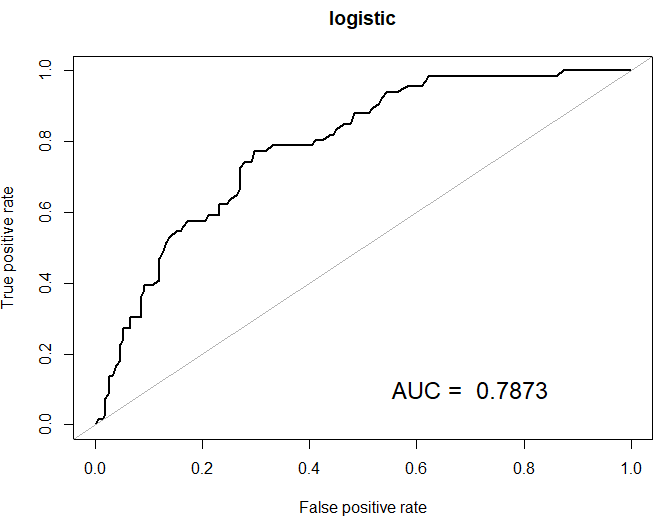 logistic
True positive rate
1.0
0.8
0.6
0.4
0.2
0.0
AUC = 0.7873
0.0 0.2 0.4 0.6 0.8 1.0
False positive rate